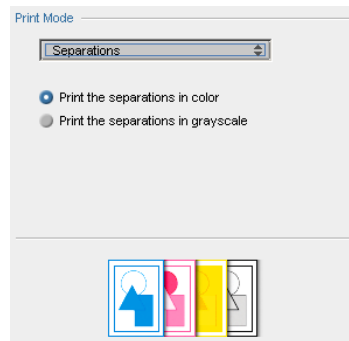 Print Mode
Separations
Print the separations in color
Print the separations in grayscale